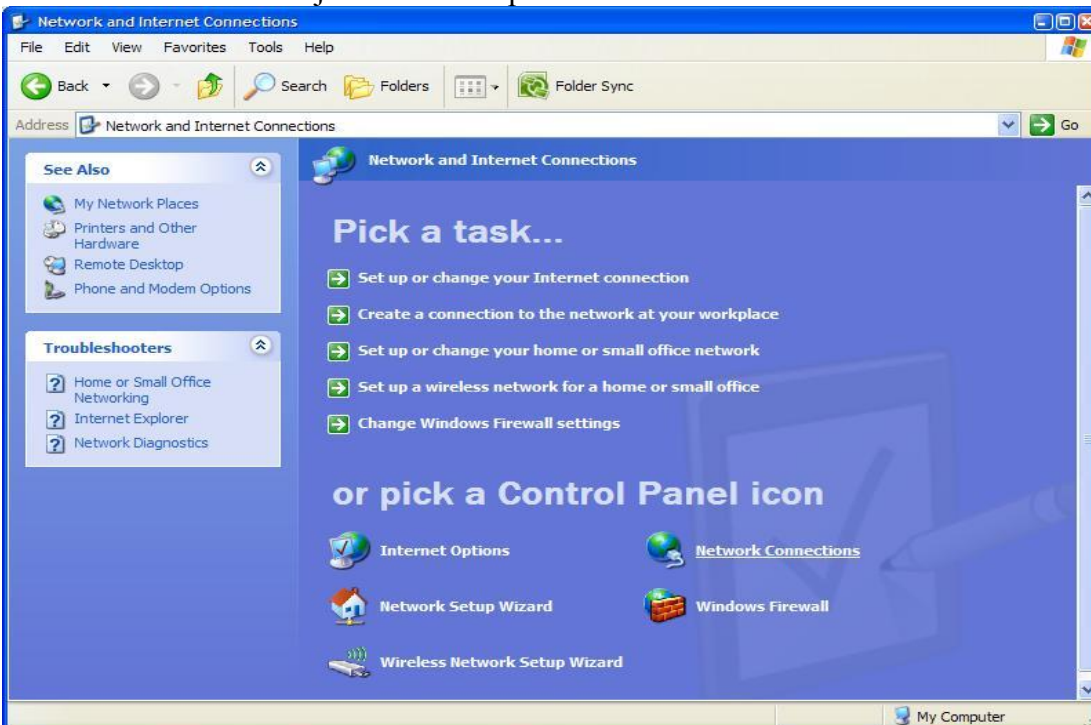 Network and Internet Connections
File Edit View Favorites Tools Help
Back Search Folders Folder Sync
Address Network and Internet Connections Go
See Also
My Network Places
Printers and Other
Hardware
Remote Desktop
Phone and Modem Options
Troubleshooters
Home or Small Office
Networking
Internet Explorer
Network Diagnostics
Network and Internet Connections
Pick a task...
Set up or change your Internet connection
Create a connection to the network at your workplace
Set up or change your home or small office network
Set up a wireless network for a home or small office
Change Windows Firewall settings
or pick a Control Panel icon
Internet Options
Network Connections
Network Setup Wizard
Windows Firewall
Wireless Network Setup Wizard
My Computer